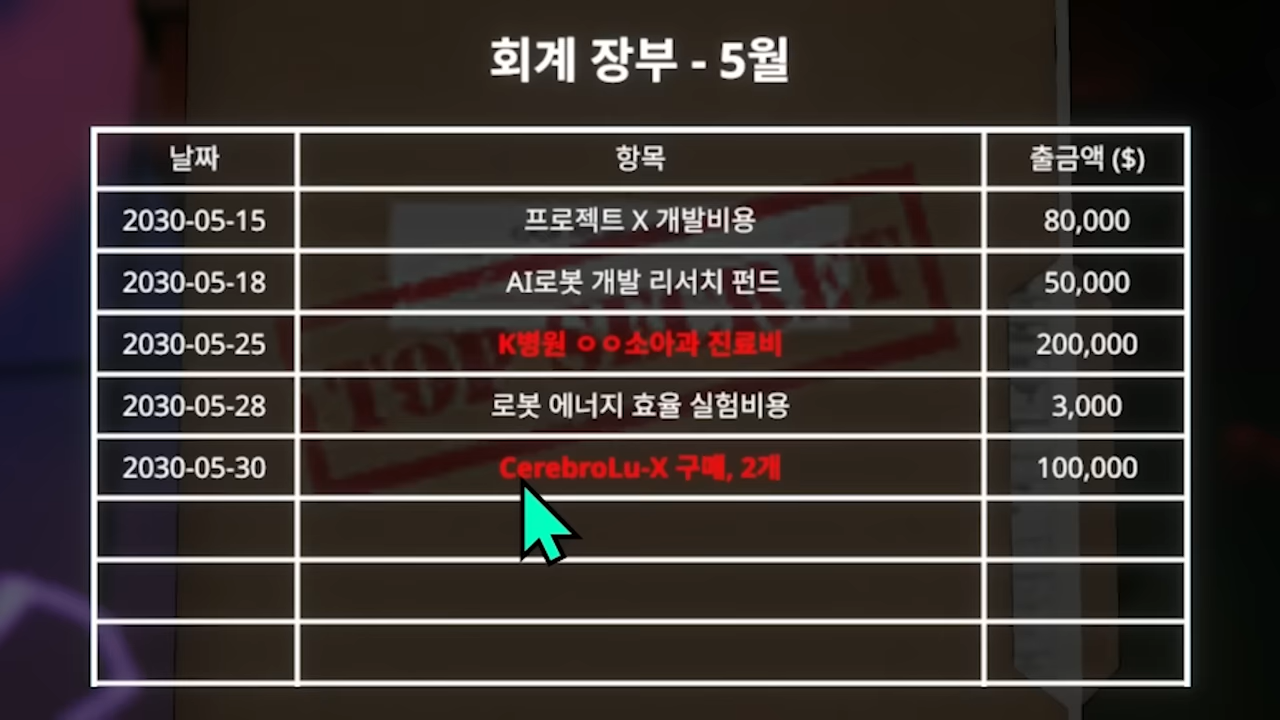 회계 장부 - 5월
날짜 항목 출금액 ($)
2030-05-15 프로젝트 X 개발비용 80,000
2030-05-18 AI로봇 개발 리서치 펀드 50,000
2030-05-25 K병원 ㅇㅇ소아과 진료비 200,000
2030-05-28 로봇 에너지 효율 실험비용 3,000
2030-05-30 CerebroLu-X 구매, 2개 100,000
TOP SECRET